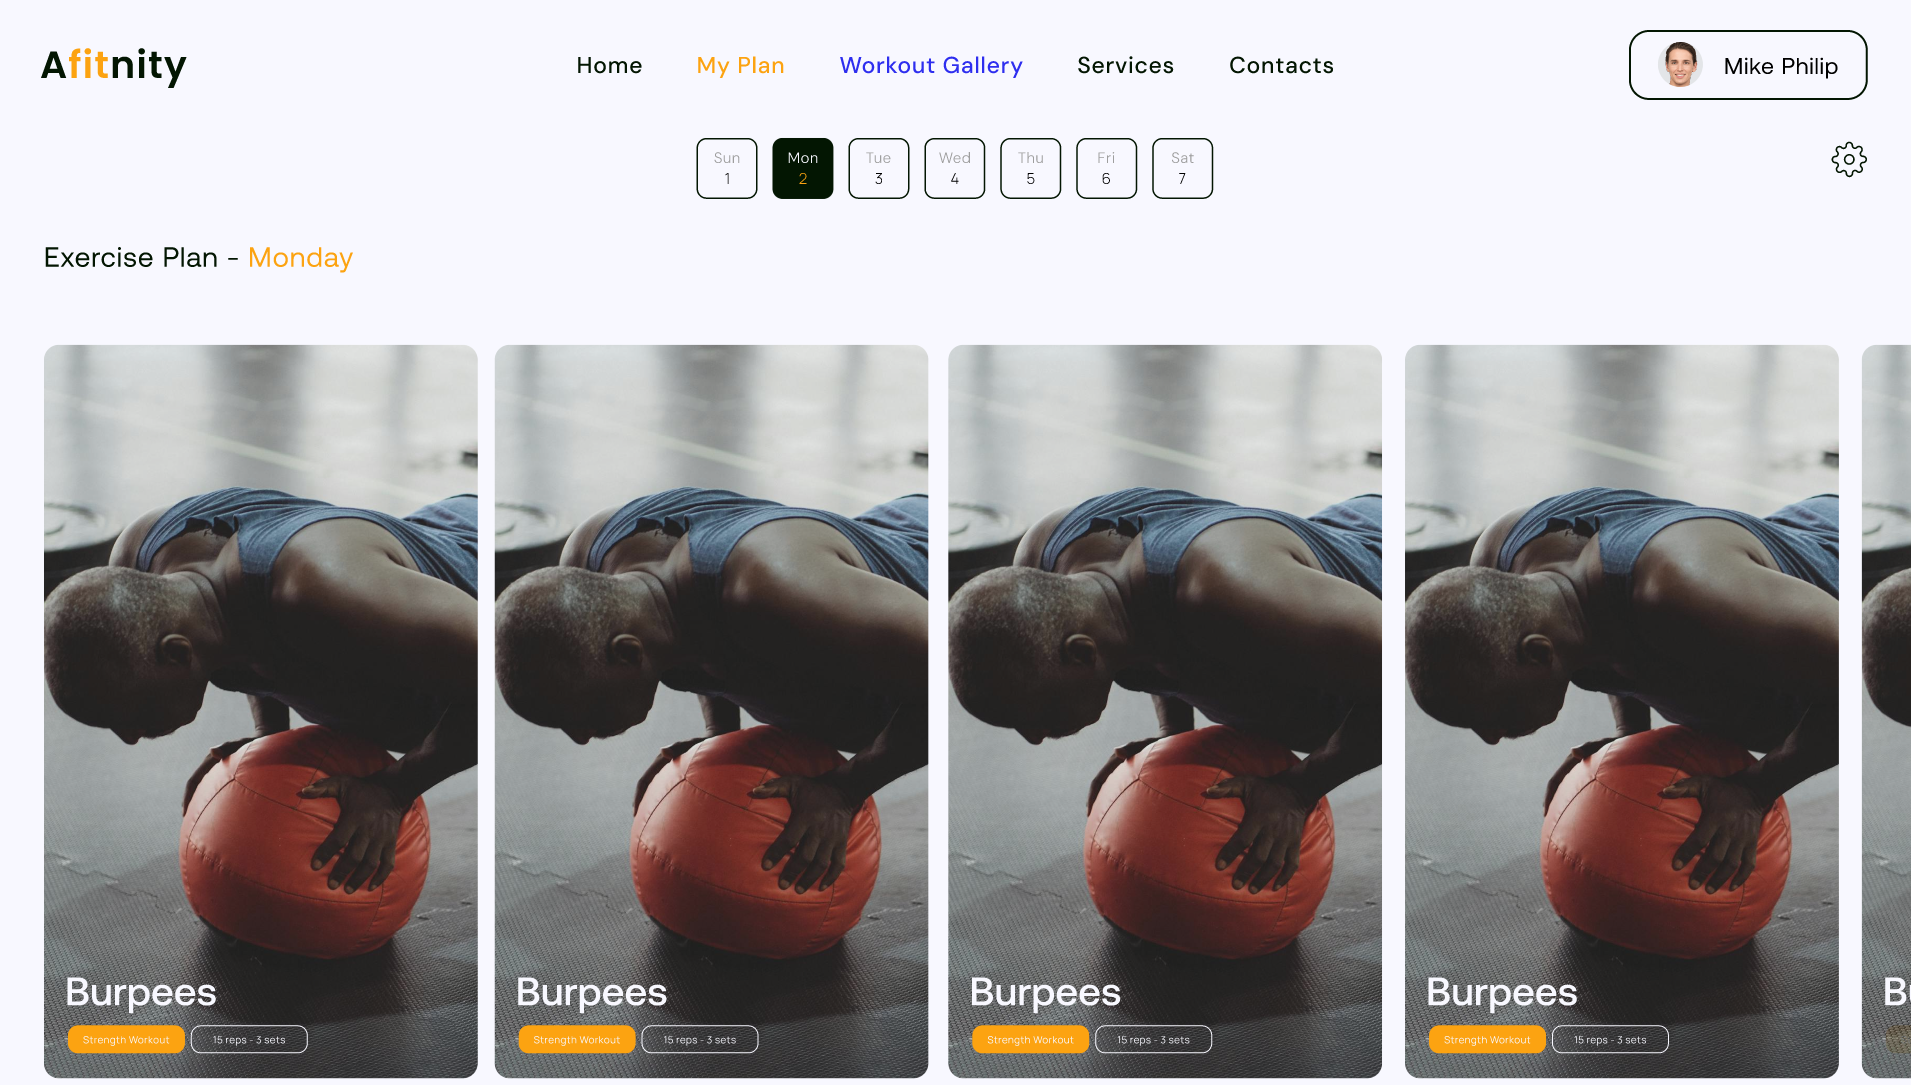 Afitnity
Home My Plan Workout Gallery Services Contacts
Mike Philip
Sun Mon Tue Wed Thu Fri Sat
1 2 3 4 5 6 7
Exercise Plan - Monday
Burpees Burpees Burpees Burpees
Strength Workout 15 reps - 3 sets Strength Workout 15 reps - 3 sets Strength Workout 15 reps - 3 sets Strength Workout 15 reps - 3 sets